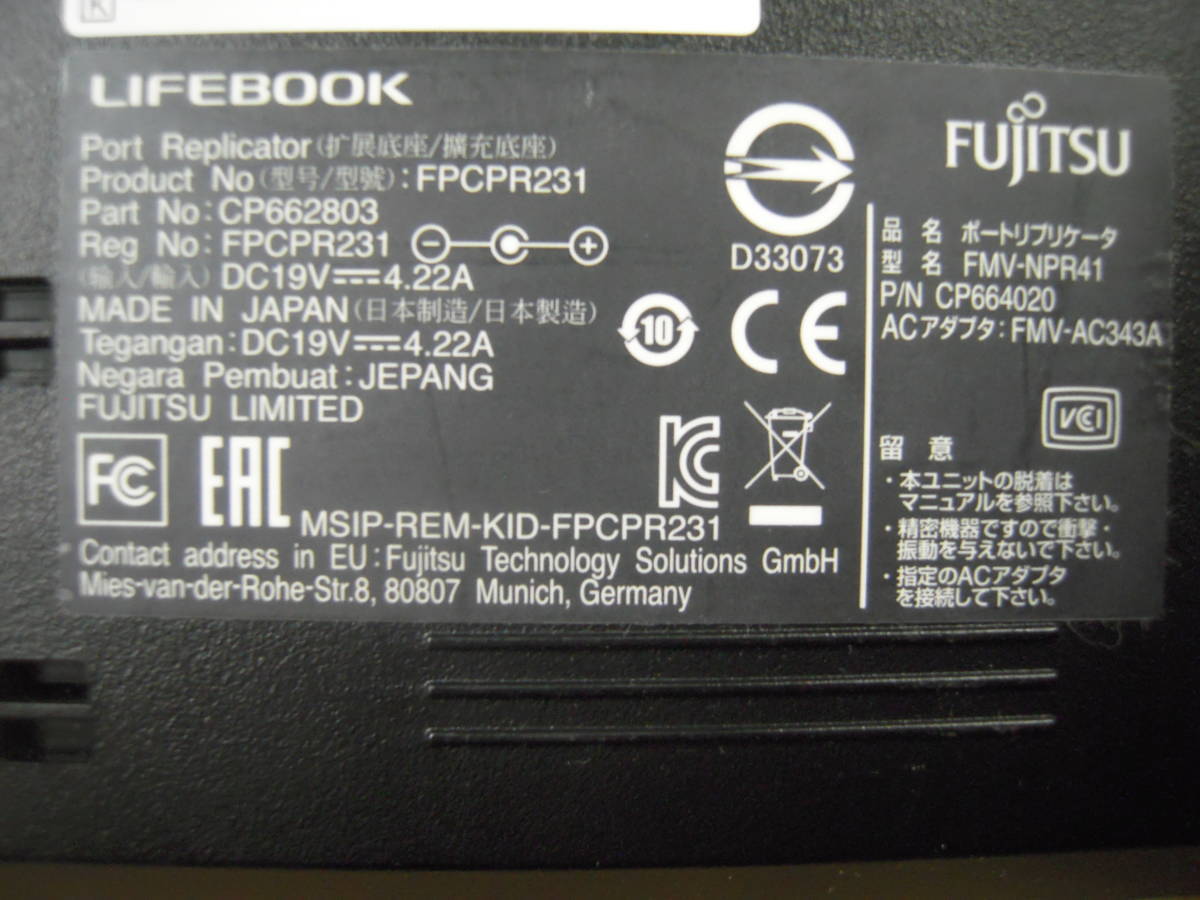 LIFEBOOK
Port Replicator(扩展底座/擴充底座)
Product No(型号/型號):FPCPR231
Part No:CP662803
Reg No:FPCPR231
(输入/輸入) DC19V⎓4.22A
MADE IN JAPAN(日本制造/日本製造)
Tegangan:DC19V⎓4.22A
Negara Pembuat:JEPANG
FUJITSU LIMITED
FC
EAC
MSIP-REM-KID-FPCPR231
Contact address in EU:Fujitsu Technology Solutions GmbH
Mies-van-der-Rohe-Str.8, 80807 Munich, Germany
D33073
10
CE
KC
FUJITSU
品 名 ポートリプリケータ
型 名 FMV-NPR41
P/N CP664020
ACアダプタ:FMV-AC343A
VCI
留 意
・本ユニットの脱着は
マニュアルを参照下さい。
・精密機器ですので衝撃・
振動を与えないで下さい。
・指定のACアダプタ
を接続して下さい。